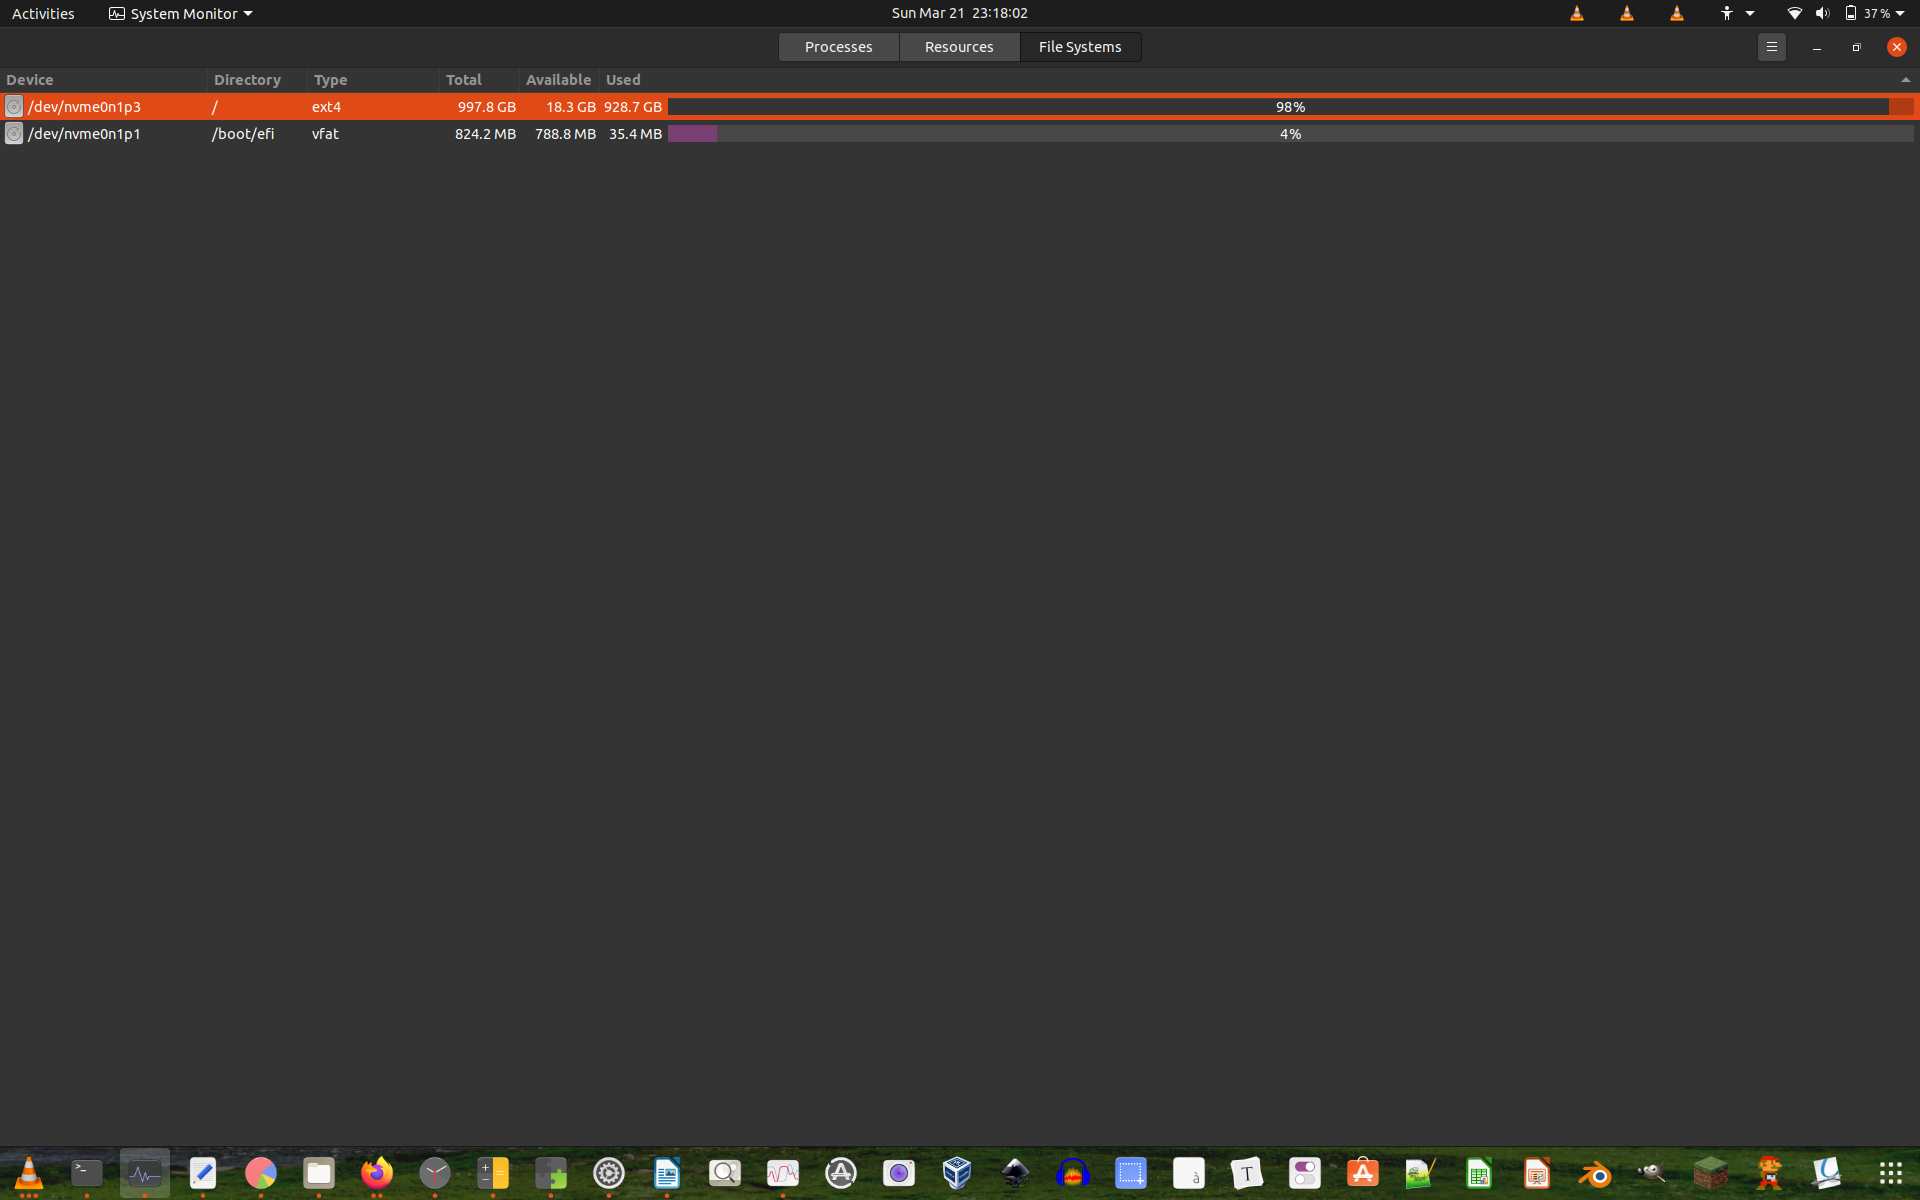 Activities System Monitor Sun Mar 21 23:18:02 37 %
Processes Resources File Systems
Device Directory Type Total Available Used
/dev/nvme0n1p3 / ext4 997.8 GB 18.3 GB 928.7 GB 98%
/dev/nvme0n1p1 /boot/efi vfat 824.2 MB 788.8 MB 35.4 MB 4%